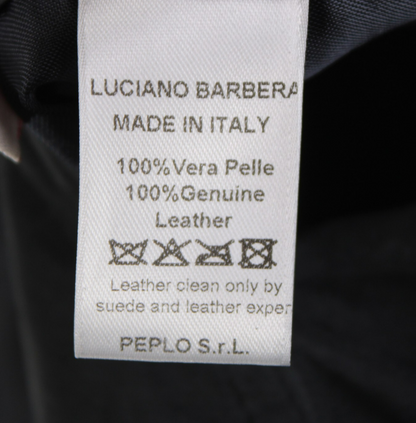 LUCIANO BARBERA
MADE IN ITALY
100%Vera Pelle
100%Genuine
Leather
Leather clean only by
suede and leather exper
PEPLO S.r.L.